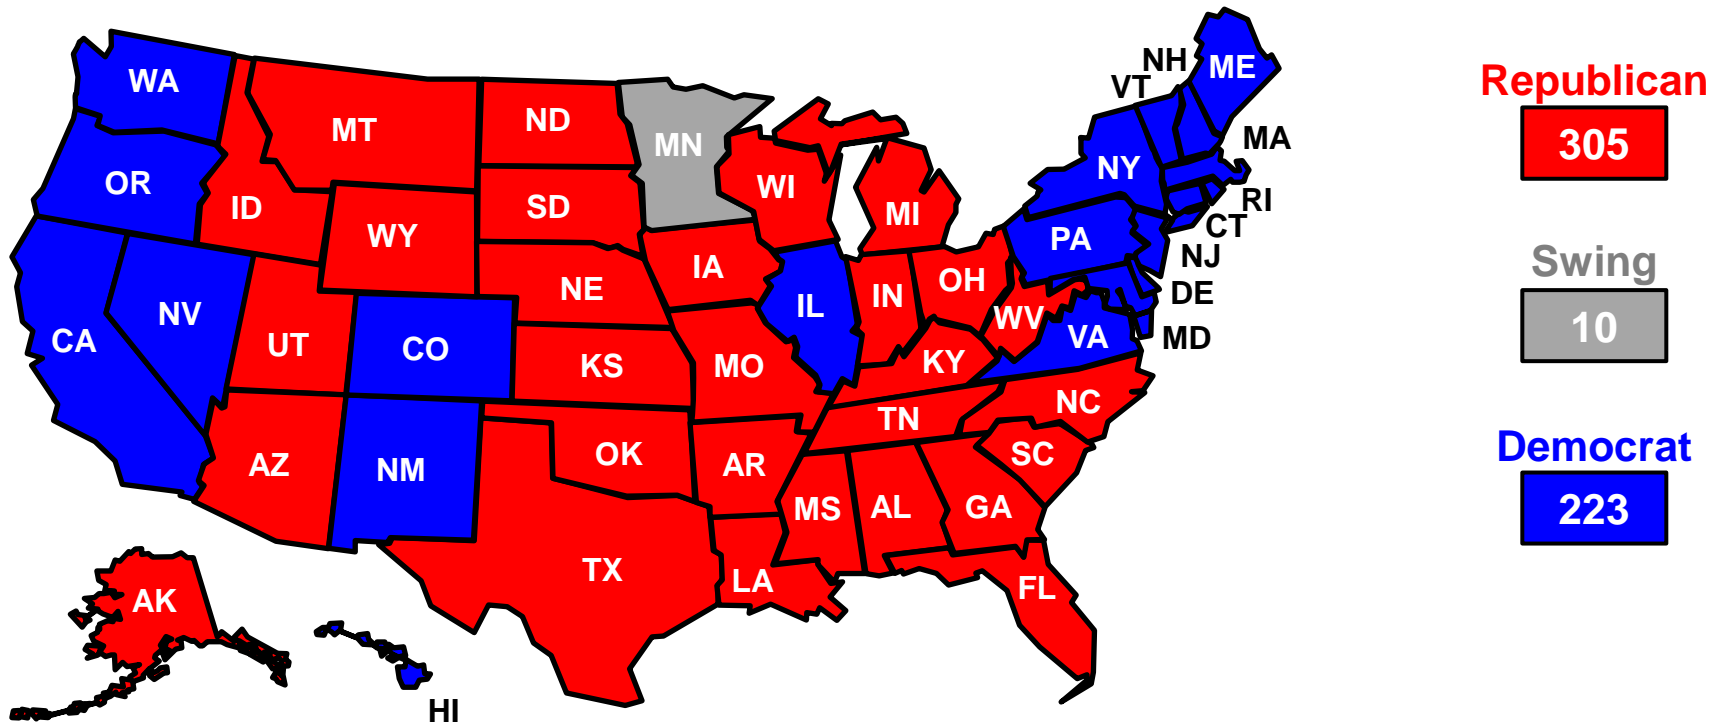 WA
OR
CA
NV
ID
MT
WY
UT
CO
AZ
NM
ND
SD
NE
KS
OK
TX
MN
IA
MO
AR
LA
WI
IL
MI
IN
OH
KY
TN
MS
AL
GA
FL
SC
NC
WV
VA
PA
NY
VT
NH
ME
MA
RI
CT
NJ
DE
MD
AK
HI
Republican
305
Swing
10
Democrat
223